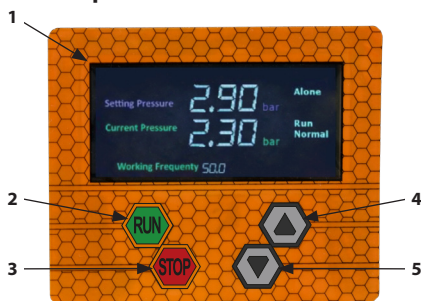 1
Setting Pressure 2.90 bar Alone
Current Pressure 2.30 bar Run Normal
Working Frequenty 50.0
2 RUN 4
3 STOP 5